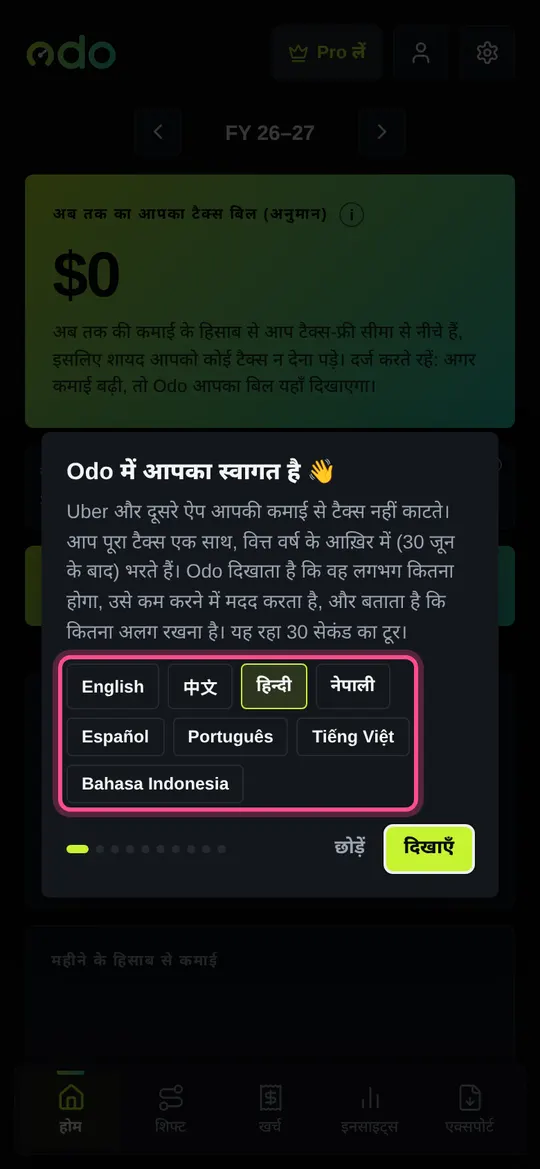 odo
Pro लें
FY 26–27
अब तक का आपका टैक्स बिल (अनुमान) i
$0
अब तक की कमाई के हिसाब से आप टैक्स-फ्री सीमा से नीचे हैं,
इसलिए शायद आपको कोई टैक्स न देना पड़े। दर्ज करते रहें; अगर
कमाई बढ़ी, तो Odo आपका बिल यहाँ दिखाएगा।
Odo में आपका स्वागत है 👋
Uber और दूसरे ऐप आपकी कमाई से टैक्स नहीं काटते।
आप पूरा टैक्स एक साथ, वित्त वर्ष के आख़िर में (30 जून
के बाद) भरते हैं। Odo दिखाता है कि वह लगभग कितना
होगा, उसे कम करने में मदद करता है, और बताता है कि
कितना अलग रखना है। यह रहा 30 सेकंड का टूर।
English 中文 हिन्दी नेपाली
Español Português Tiếng Việt
Bahasa Indonesia
छोड़ें दिखाएँ
महीने के हिसाब से कमाई
होम शिफ्ट खर्च इनसाइट्स एक्सपोर्ट